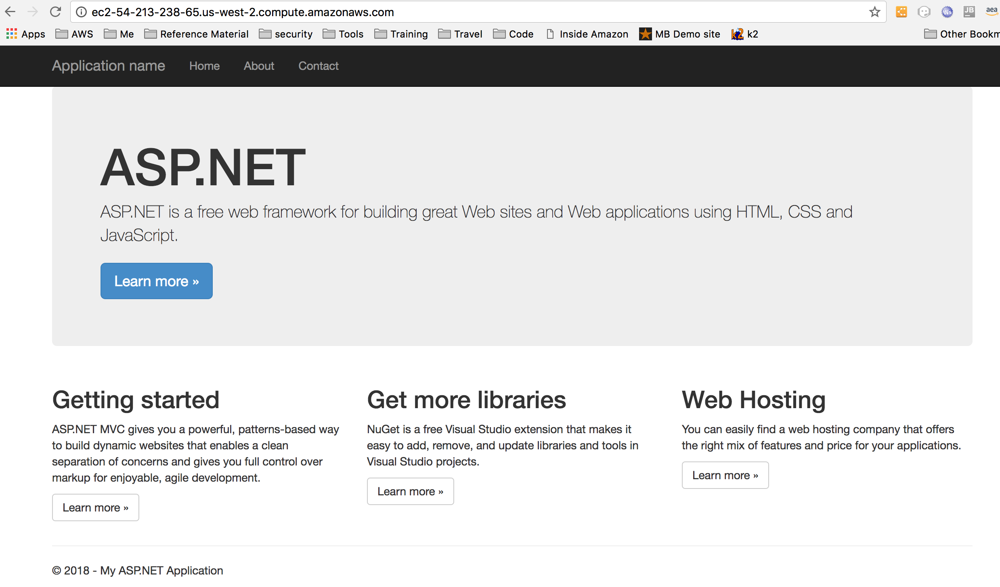 ec2-54-213-238-65.us-west-2.compute.amazonaws.com
Ws
JB
aea
Apps AWS Me Reference Material security Tools Training Travel Code Inside Amazon MB Demo site k2 k2 Other Bookm
Application name Home About Contact
ASP.NET
ASP.NET is a free web framework for building great Web sites and Web applications using HTML, CSS and
JavaScript.
Learn more »
Getting started
ASP.NET MVC gives you a powerful, patterns-based way
to build dynamic websites that enables a clean
separation of concerns and gives you full control over
markup for enjoyable, agile development.
Learn more »
Get more libraries
NuGet is a free Visual Studio extension that makes it
easy to add, remove, and update libraries and tools in
Visual Studio projects.
Learn more »
Web Hosting
You can easily find a web hosting company that offers
the right mix of features and price for your applications.
Learn more »
© 2018 - My ASP.NET Application